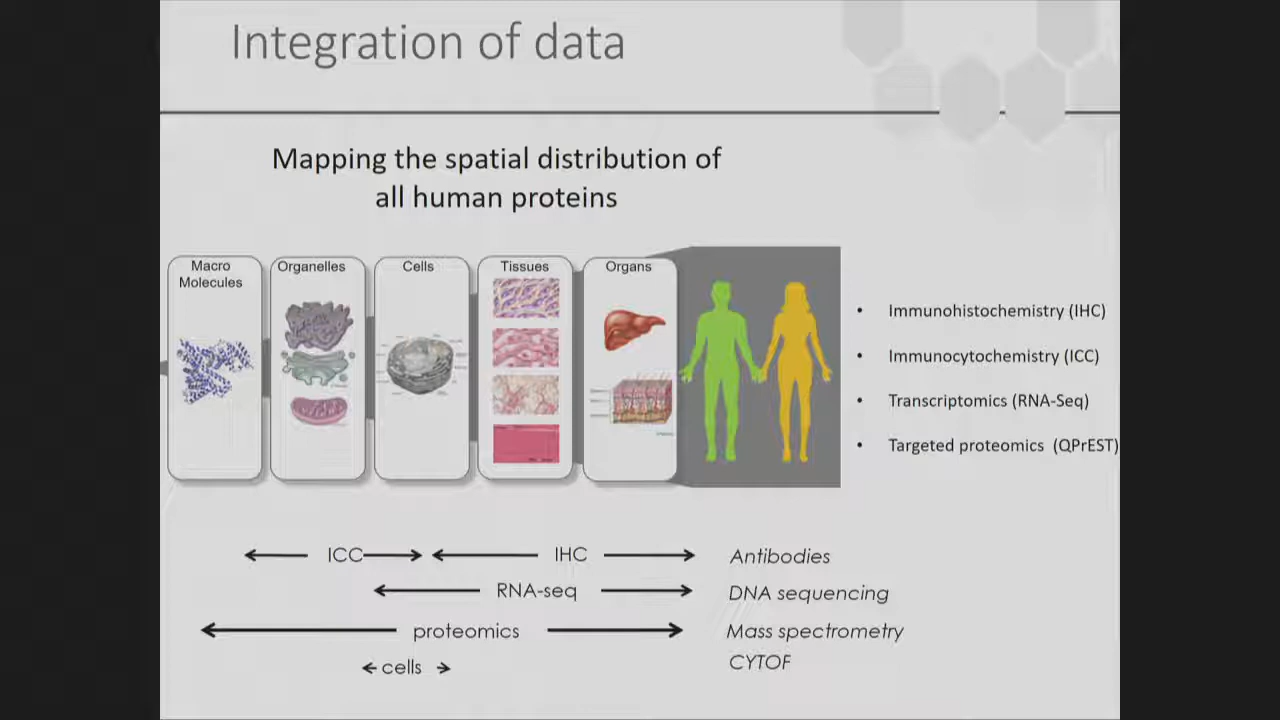 Integration of data
Mapping the spatial distribution of
all human proteins
Macro
Molecules
Organelles
Cells
Tissues
Organs
• Immunohistochemistry (IHC)
• Immunocytochemistry (ICC)
• Transcriptomics (RNA-Seq)
• Targeted proteomics (QPrEST)
ICC IHC Antibodies
RNA-seq DNA sequencing
proteomics Mass spectrometry
cells CYTOF